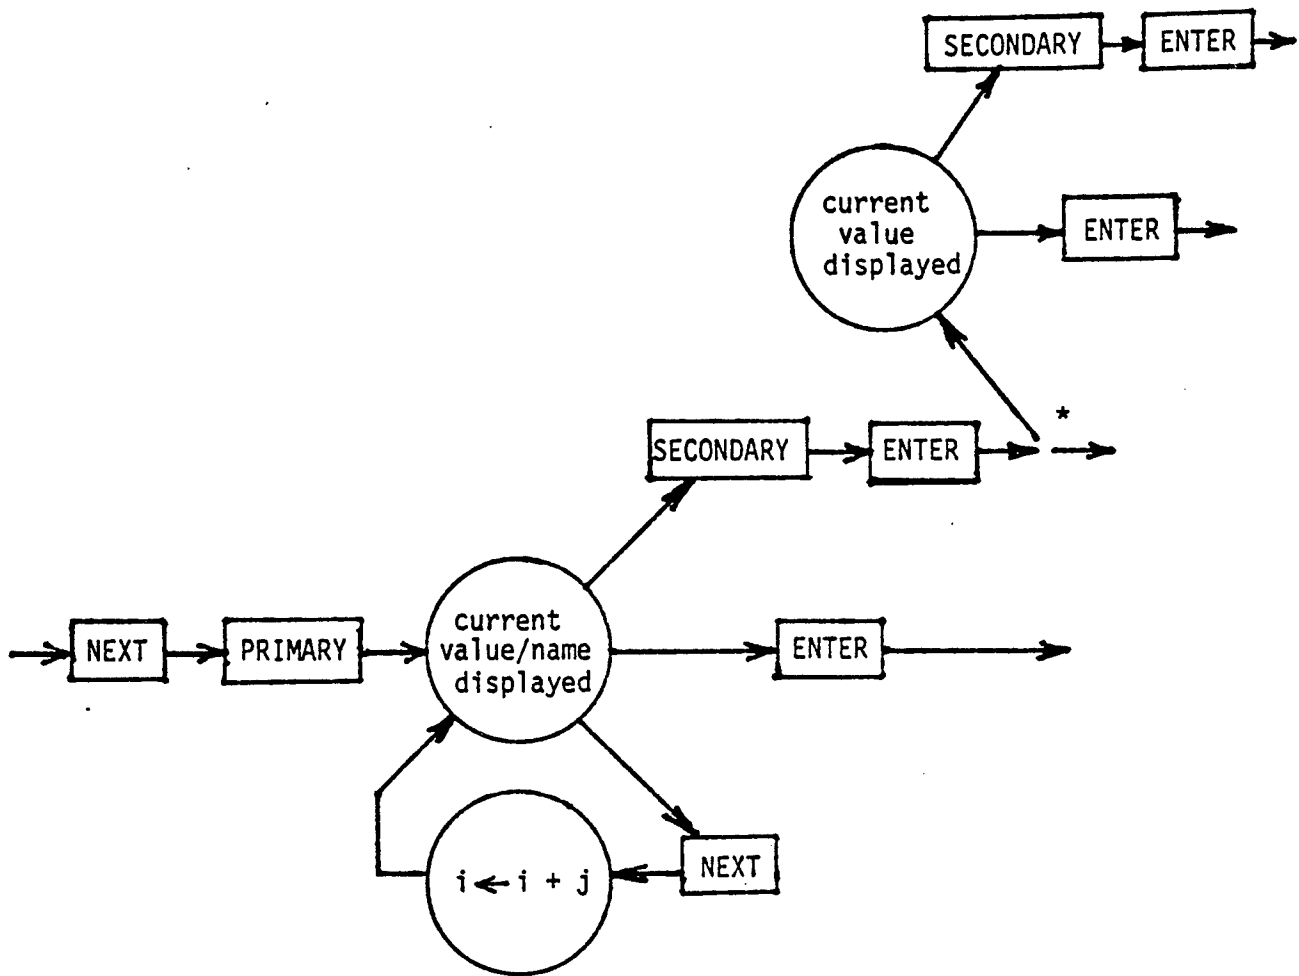 SECONDARY ENTER
current
value
displayed
ENTER
*
SECONDARY ENTER
current
value/name
displayed
NEXT PRIMARY ENTER
i ← i + j
NEXT